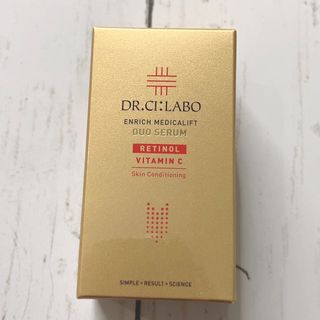 DR.CI:LABO
ENRICH MEDICALIFT
DUO SERUM
RETINOL
VITAMIN C
Skin Conditioning
SIMPLE • RESULT • SCIENCE